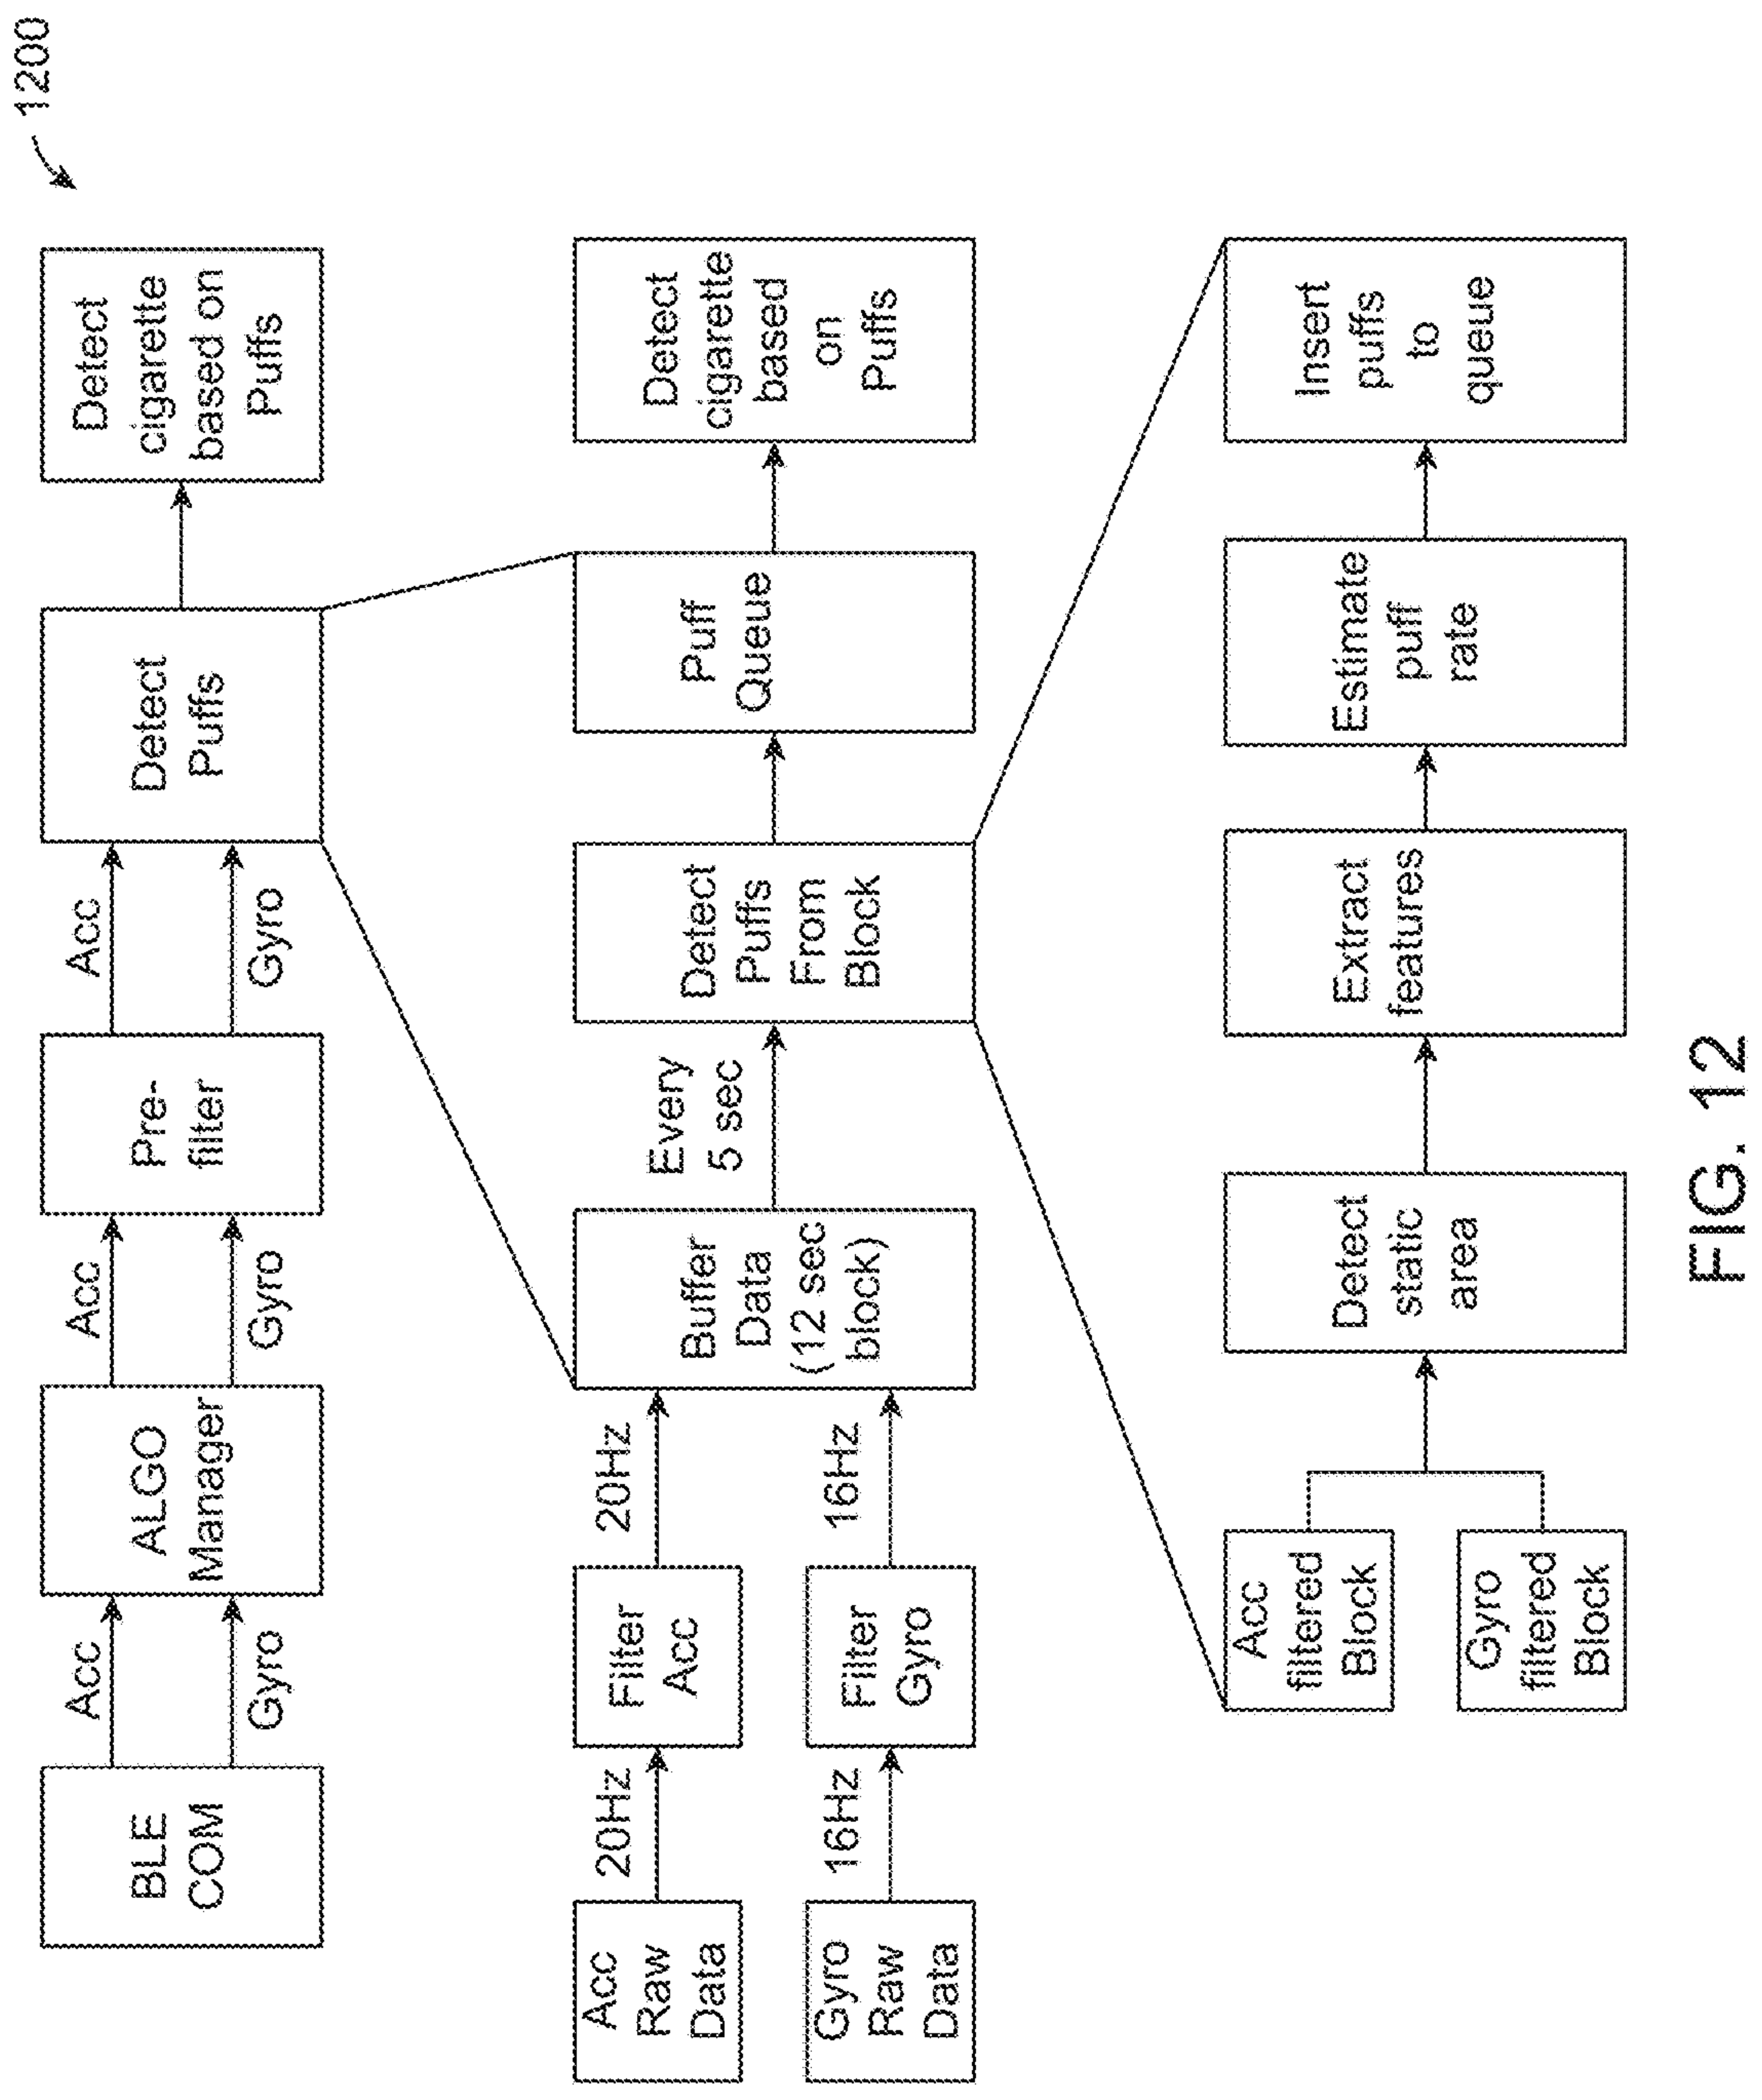 1200
BLE
COM
Acc
Gyro
ALGO
Manager
Acc
Gyro
Pre-
filter
Acc
Gyro
Detect
Puffs
Detect
cigarette
based on
Puffs
Acc
Raw
Data
20Hz
Filter
Acc
20Hz
Gyro
Raw
Data
16Hz
Filter
Gyro
16Hz
Buffer
Data
(12 sec
block)
Every
5 sec
Detect
Puffs
From
Block
Puff
Queue
Detect
cigarette
based
on
Puffs
Acc
filtered
Block
Gyro
filtered
Block
Detect
static
area
Extract
features
Estimate
puff
rate
Insert
puffs
to
queue
FIG. 12